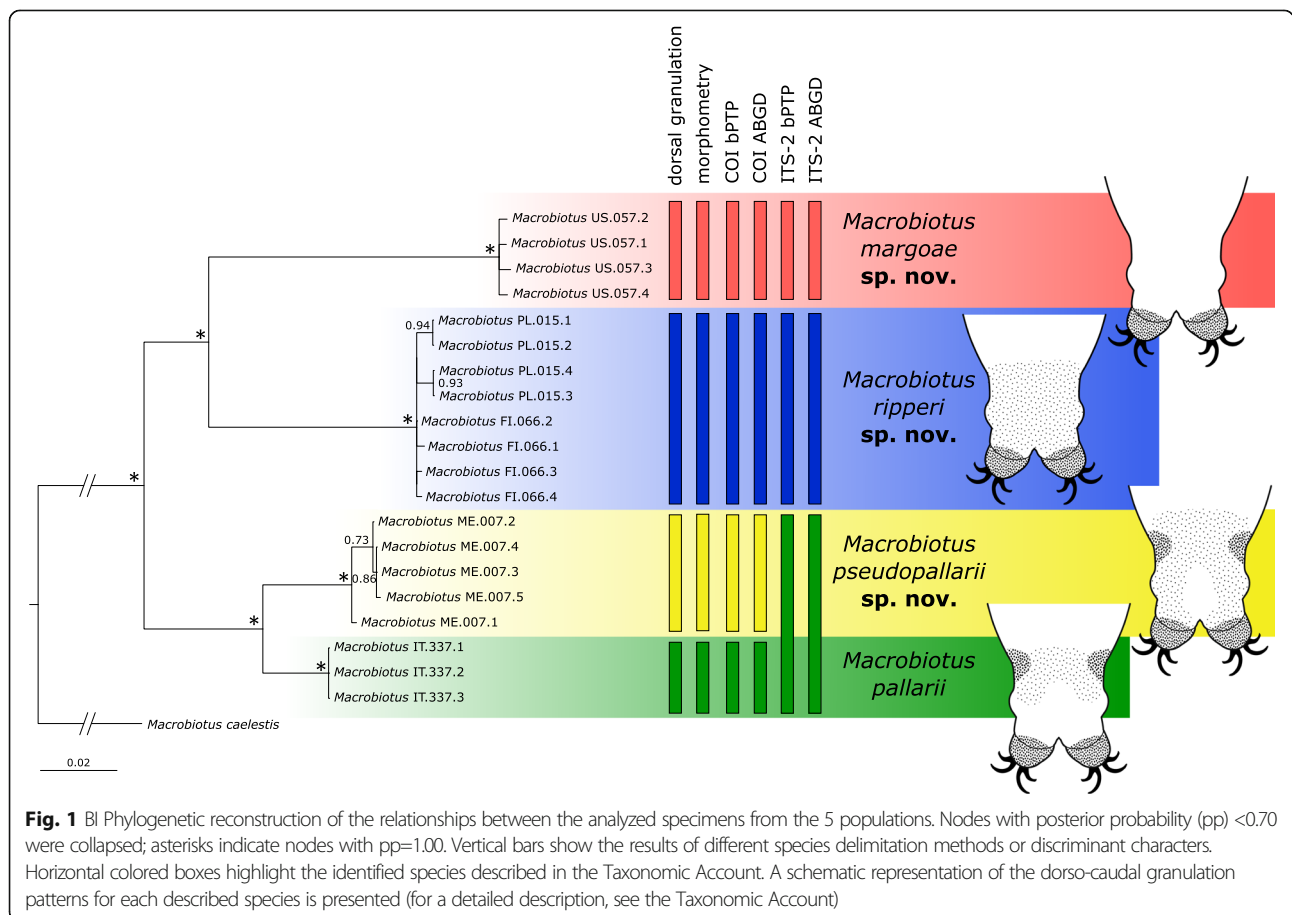 dorsal granulation
morphometry
COI bPTP
COI ABGD
ITS-2 bPTP
ITS-2 ABGD
Macrobiotus US.057.2
Macrobiotus US.057.1
Macrobiotus US.057.3
Macrobiotus US.057.4
Macrobiotus
margoae
sp. nov.
*
*
0.94
Macrobiotus PL.015.1
Macrobiotus PL.015.2
Macrobiotus PL.015.4
0.93
Macrobiotus PL.015.3
*
Macrobiotus FI.066.2
Macrobiotus FI.066.1
Macrobiotus FI.066.3
Macrobiotus FI.066.4
Macrobiotus
ripperi
sp. nov.
*
Macrobiotus ME.007.2
0.73
Macrobiotus ME.007.4
*
0.86
Macrobiotus ME.007.3
Macrobiotus ME.007.5
Macrobiotus ME.007.1
Macrobiotus
pseudopallarii
sp. nov.
*
Macrobiotus IT.337.1
*
Macrobiotus IT.337.2
Macrobiotus IT.337.3
Macrobiotus
pallarii
Macrobiotus caelestis
0.02
Fig. 1 BI Phylogenetic reconstruction of the relationships between the analyzed specimens from the 5 populations. Nodes with posterior probability (pp) <0.70
were collapsed; asterisks indicate nodes with pp=1.00. Vertical bars show the results of different species delimitation methods or discriminant characters.
Horizontal colored boxes highlight the identified species described in the Taxonomic Account. A schematic representation of the dorso-caudal granulation
patterns for each described species is presented (for a detailed description, see the Taxonomic Account)